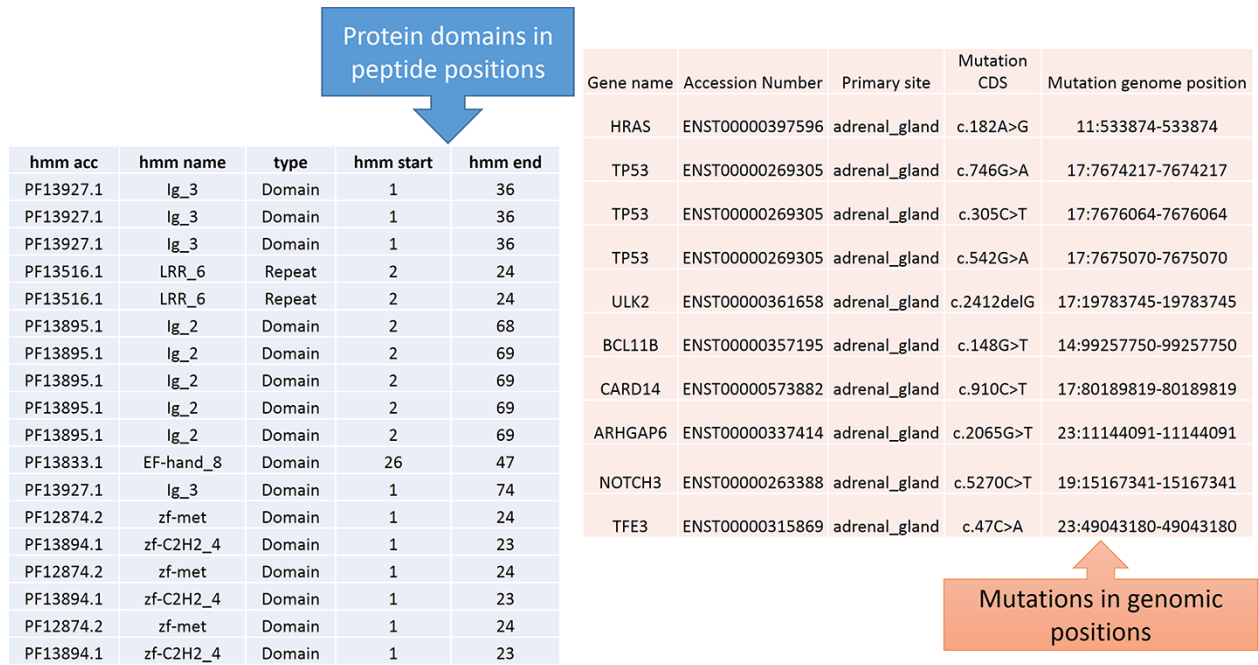 Protein domains in
peptide positions
hmm acc hmm name type hmm start hmm end
PF13927.1 Ig_3 Domain 1 36
PF13927.1 Ig_3 Domain 1 36
PF13927.1 Ig_3 Domain 1 36
PF13516.1 LRR_6 Repeat 2 24
PF13516.1 LRR_6 Repeat 2 24
PF13895.1 Ig_2 Domain 2 68
PF13895.1 Ig_2 Domain 2 69
PF13895.1 Ig_2 Domain 2 69
PF13895.1 Ig_2 Domain 2 69
PF13895.1 Ig_2 Domain 2 69
PF13833.1 EF-hand_8 Domain 26 47
PF13927.1 Ig_3 Domain 1 74
PF12874.2 zf-met Domain 1 24
PF13894.1 zf-C2H2_4 Domain 1 23
PF12874.2 zf-met Domain 1 24
PF13894.1 zf-C2H2_4 Domain 1 23
PF12874.2 zf-met Domain 1 24
PF13894.1 zf-C2H2_4 Domain 1 23
Gene name Accession Number Primary site Mutation CDS Mutation genome position
HRAS ENST00000397596 adrenal_gland c.182A>G 11:533874-533874
TP53 ENST00000269305 adrenal_gland c.746G>A 17:7674217-7674217
TP53 ENST00000269305 adrenal_gland c.305C>T 17:7676064-7676064
TP53 ENST00000269305 adrenal_gland c.542G>A 17:7675070-7675070
ULK2 ENST00000361658 adrenal_gland c.2412delG 17:19783745-19783745
BCL11B ENST00000357195 adrenal_gland c.148G>T 14:99257750-99257750
CARD14 ENST00000573882 adrenal_gland c.910C>T 17:80189819-80189819
ARHGAP6 ENST00000337414 adrenal_gland c.2065G>T 23:11144091-11144091
NOTCH3 ENST00000263388 adrenal_gland c.5270C>T 19:15167341-15167341
TFE3 ENST00000315869 adrenal_gland c.47C>A 23:49043180-49043180
Mutations in genomic
positions